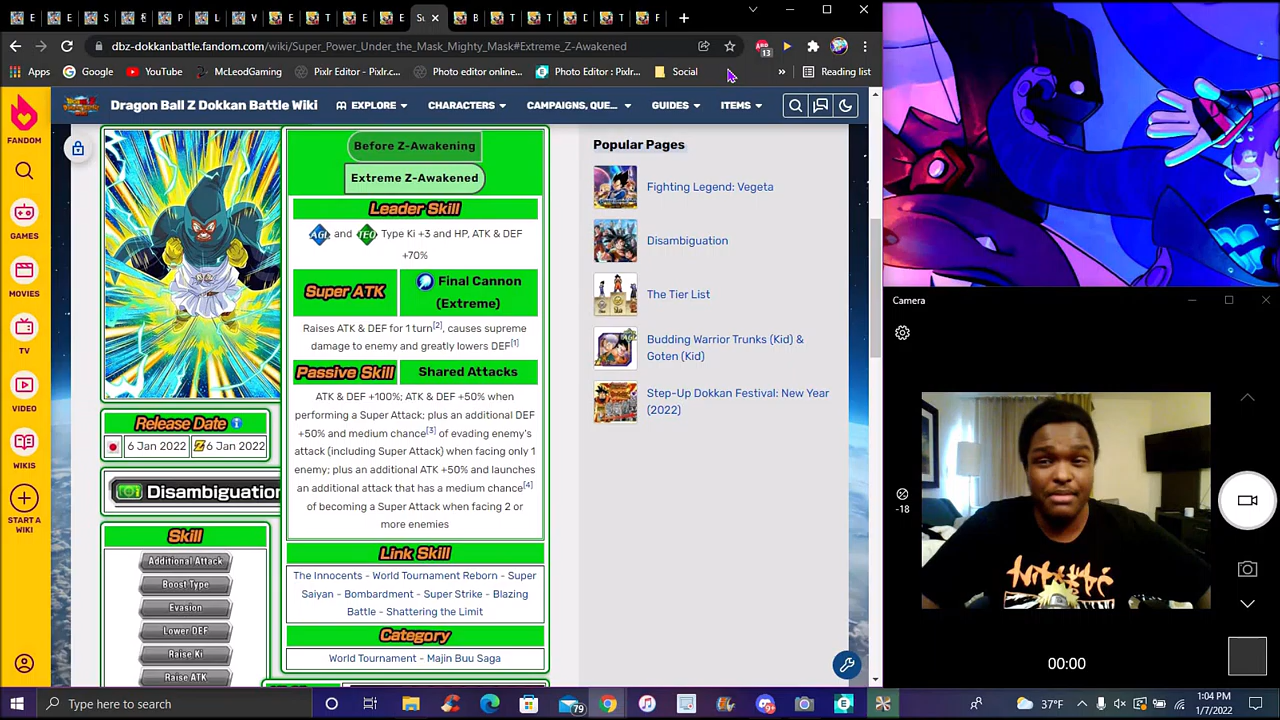 dbz-dokkanbattle.fandom.com/wiki/Super_Power_Under_the_Mask_Mighty_Mask#Extreme_Z-Awakened
13
Apps
Google
YouTube
McLeodGaming
Pixlr Editor - Pixlr.c...
Photo editor online...
Photo Editor : Pixlr...
Social
»
Reading list
FANDOM
GAMES
MOVIES
TV
VIDEO
WIKIS
START A
WIKI
Dragon Ball Z Dokkan Battle Wiki
EXPLORE
CHARACTERS
CAMPAIGNS, QUE...
GUIDES
ITEMS
Before Z-Awakening
Extreme Z-Awakened
Leader Skill
AGL and TEQ Type Ki +3 and HP, ATK & DEF
+70%
Super ATK
Final Cannon
(Extreme)
Raises ATK & DEF for 1 turn[2], causes supreme
damage to enemy and greatly lowers DEF[1]
Passive Skill
Shared Attacks
ATK & DEF +100%; ATK & DEF +50% when
performing a Super Attack; plus an additional DEF
+50% and medium chance[3] of evading enemy's
attack (including Super Attack) when facing only 1
enemy; plus an additional ATK +50% and launches
an additional attack that has a medium chance[4]
of becoming a Super Attack when facing 2 or
more enemies
Link Skill
The Innocents - World Tournament Reborn - Super
Saiyan - Bombardment - Super Strike - Blazing
Battle - Shattering the Limit
Category
World Tournament - Majin Buu Saga
Release Date
6 Jan 2022
6 Jan 2022
Disambiguation
Skill
Additional Attack
Boost Type
Evasion
Lower DEF
Raise Ki
Raise ATK
Popular Pages
Fighting Legend: Vegeta
Disambiguation
The Tier List
Budding Warrior Trunks (Kid) &
Goten (Kid)
Step-Up Dokkan Festival: New Year
(2022)
Camera
-18
00:00
Type here to search
79
37°F
1:04 PM
1/7/2022